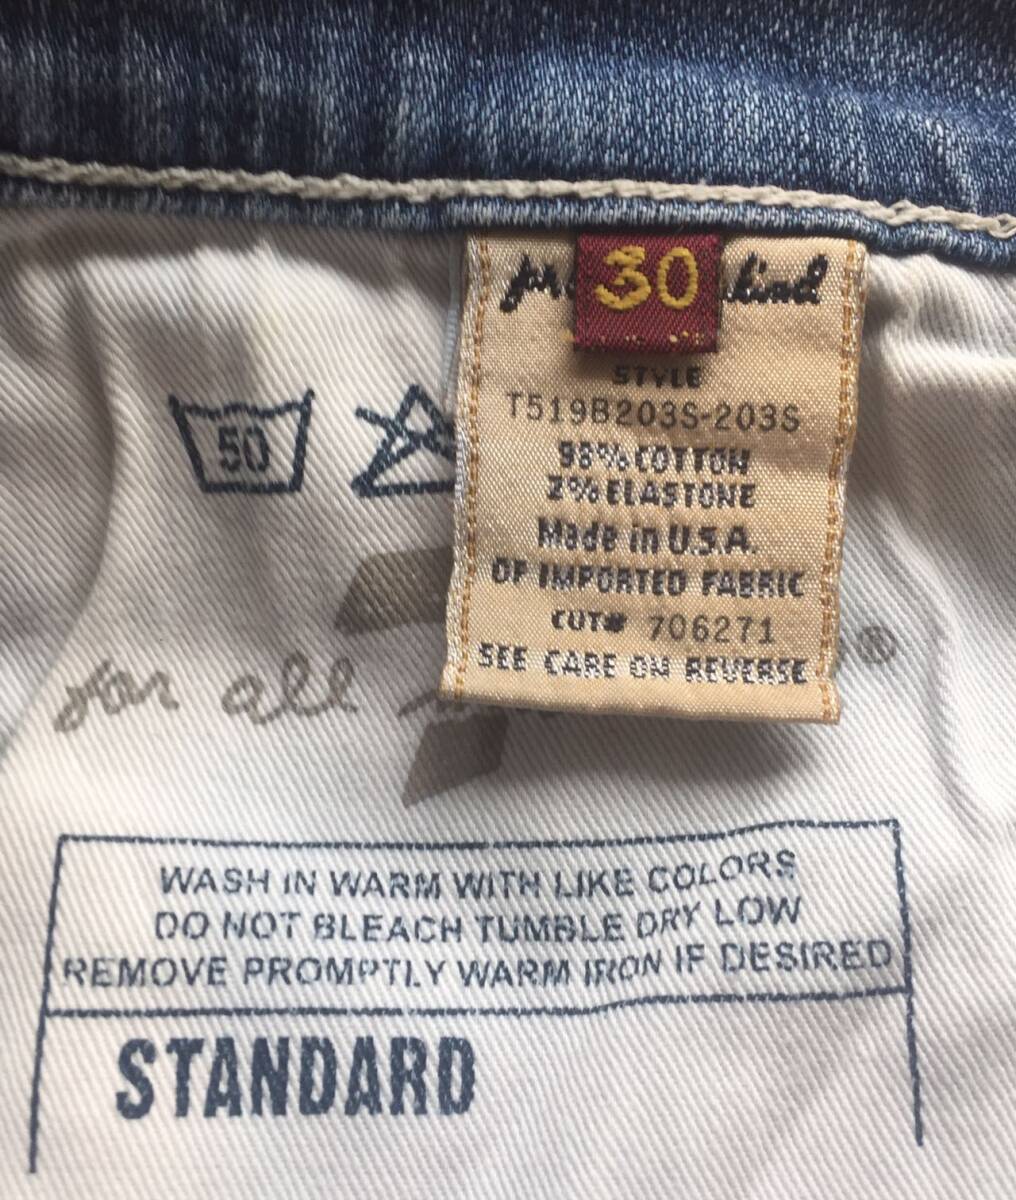 30
kind
STYLE
T519B203S-203S
98% COTTON
2% ELASTONE
Made in U.S.A.
OF IMPORTED FABRIC
CUT# 706271
SEE CARE ON REVERSE
50
for all ®
WASH IN WARM WITH LIKE COLORS
DO NOT BLEACH TUMBLE DRY LOW
REMOVE PROMPTLY WARM IRON IF DESIRED
STANDARD